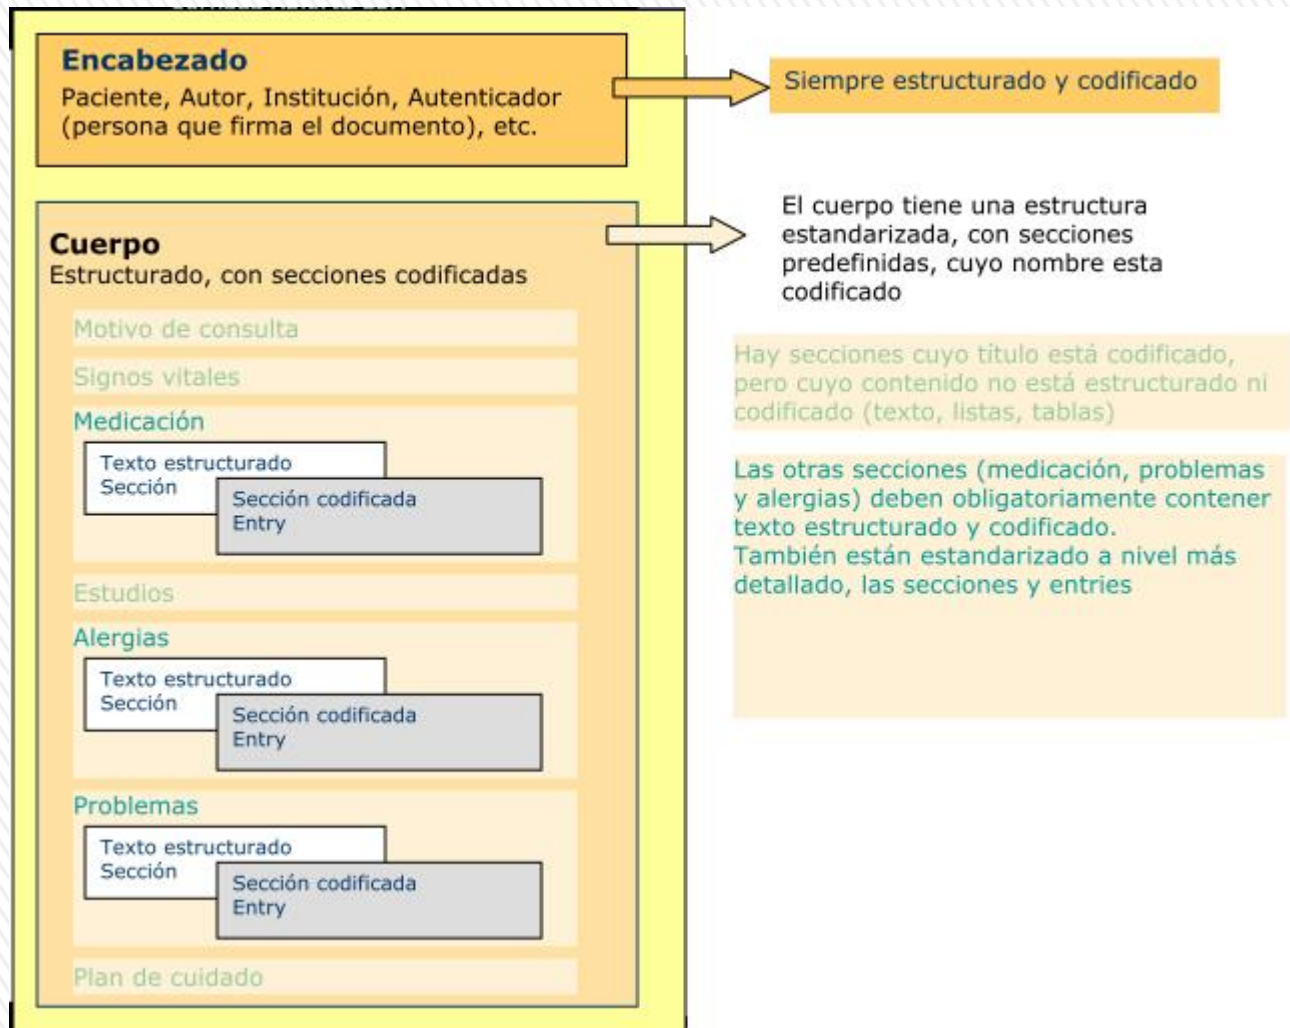 Encabezado
Paciente, Autor, Institución, Autenticador
(persona que firma el documento), etc.
Siempre estructurado y codificado
Cuerpo
Estructurado, con secciones codificadas
El cuerpo tiene una estructura
estandarizada, con secciones
predefinidas, cuyo nombre esta
codificado
Motivo de consulta
Signos vitales
Medicación
Texto estructurado
Sección
Sección codificada
Entry
Estudios
Alergias
Texto estructurado
Sección
Sección codificada
Entry
Problemas
Texto estructurado
Sección
Sección codificada
Entry
Plan de cuidado
Hay secciones cuyo título está codificado,
pero cuyo contenido no está estructurado ni
codificado (texto, listas, tablas)
Las otras secciones (medicación, problemas
y alergias) deben obligatoriamente contener
texto estructurado y codificado.
También están estandarizado a nivel más
detallado, las secciones y entries